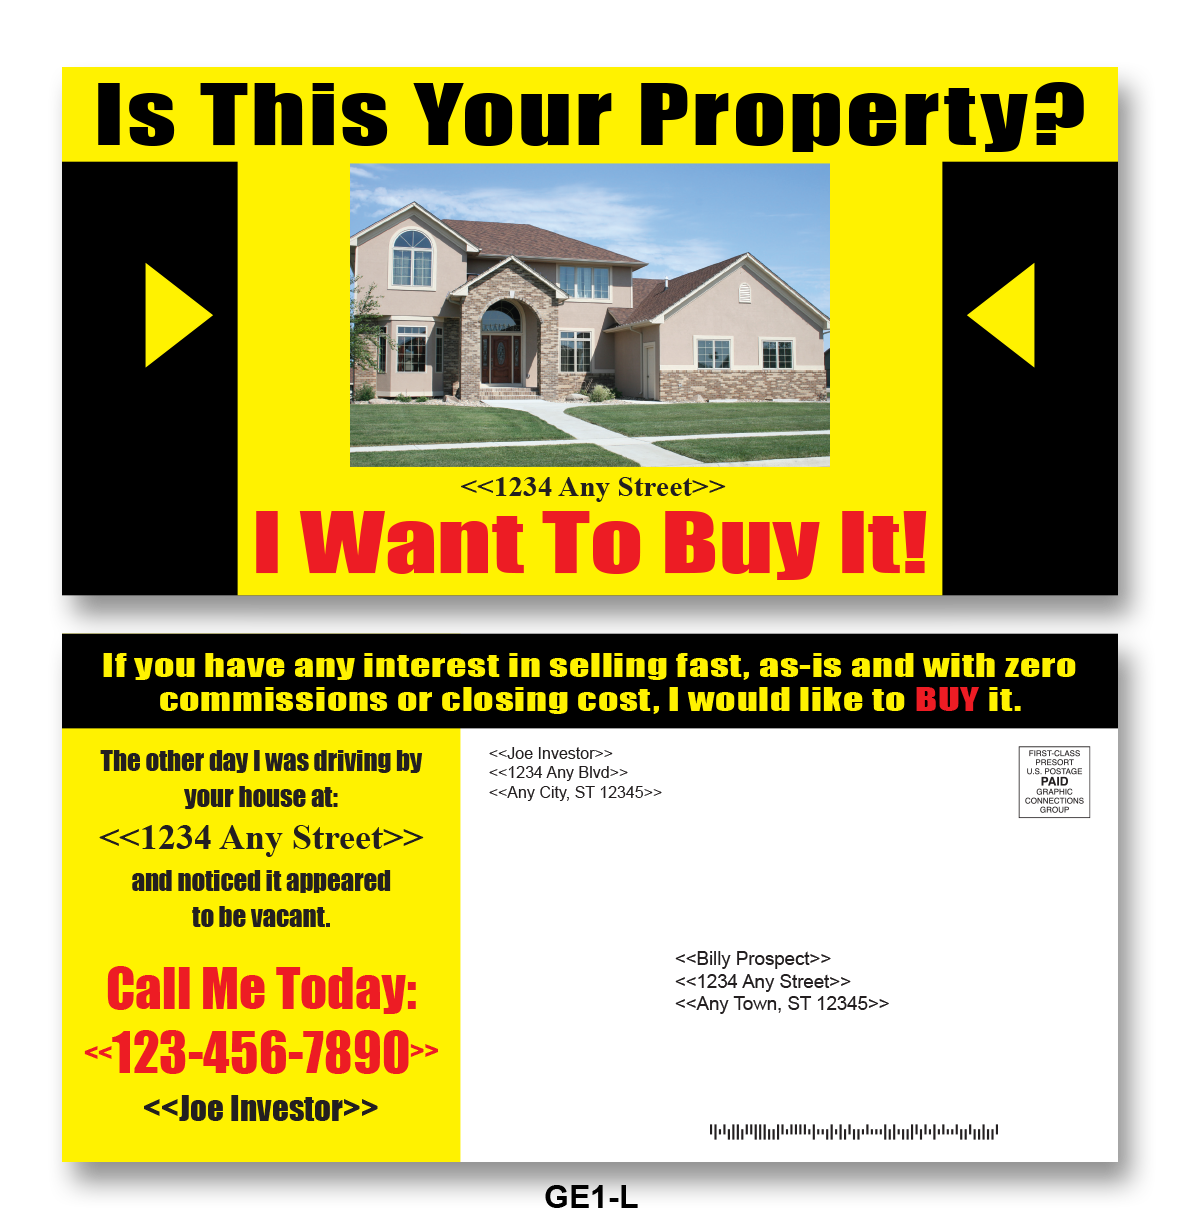 Is This Your Property?
<<1234 Any Street>>
I Want To Buy It!
If you have any interest in selling fast, as-is and with zero
commissions or closing cost, I would like to BUY it.
The other day I was driving by
your house at:
<<1234 Any Street>>
and noticed it appeared
to be vacant.
Call Me Today:
<<123-456-7890>>
<<Joe Investor>>
<<Joe Investor>>
<<1234 Any Blvd>>
<<Any City, ST 12345>>
FIRST-CLASS
PRESORT
U.S. POSTAGE
PAID
GRAPHIC
CONNECTIONS
GROUP
<<Billy Prospect>>
<<1234 Any Street>>
<<Any Town, ST 12345>>
GE1-L